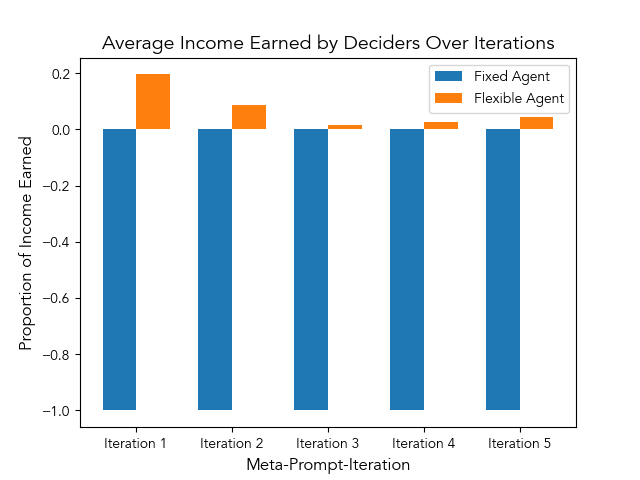 Average Income Earned by Deciders Over Iterations
Fixed Agent
Flexible Agent
Proportion of Income Earned
0.2
0.0
−0.2
−0.4
−0.6
−0.8
−1.0
Iteration 1
Iteration 2
Iteration 3
Iteration 4
Iteration 5
Meta-Prompt-Iteration